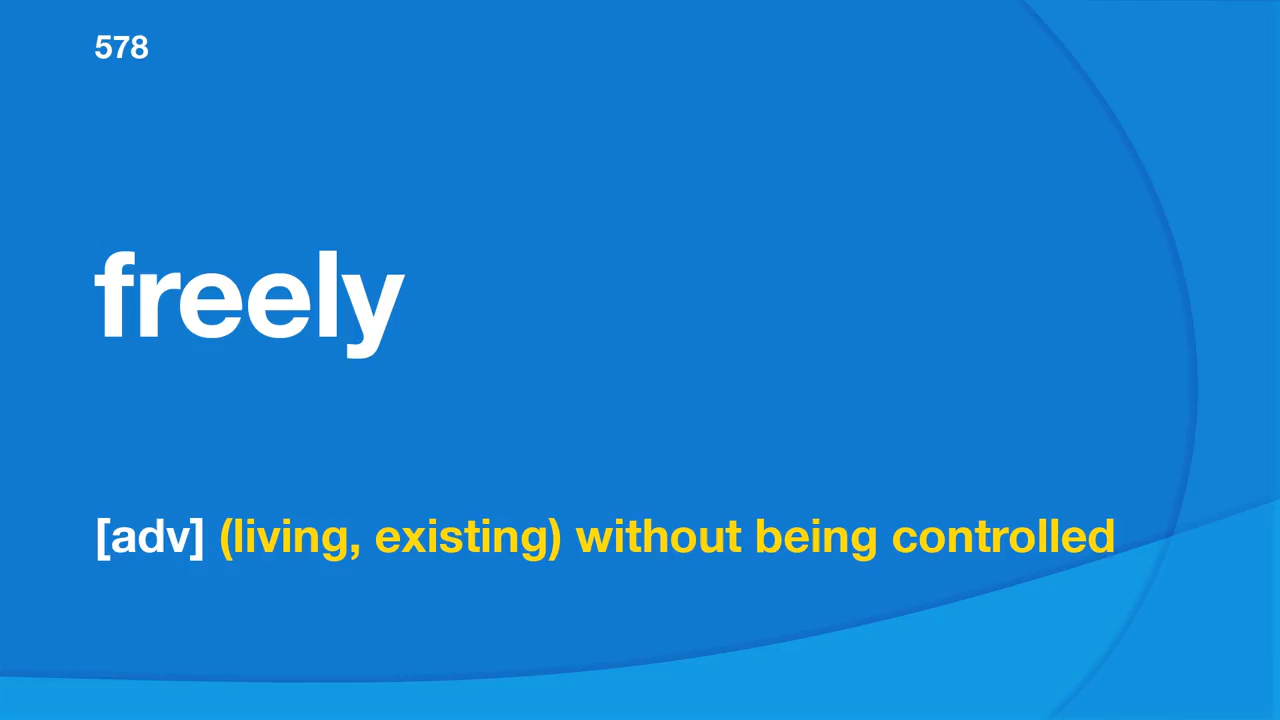 578
freely
[adv] (living, existing) without being controlled